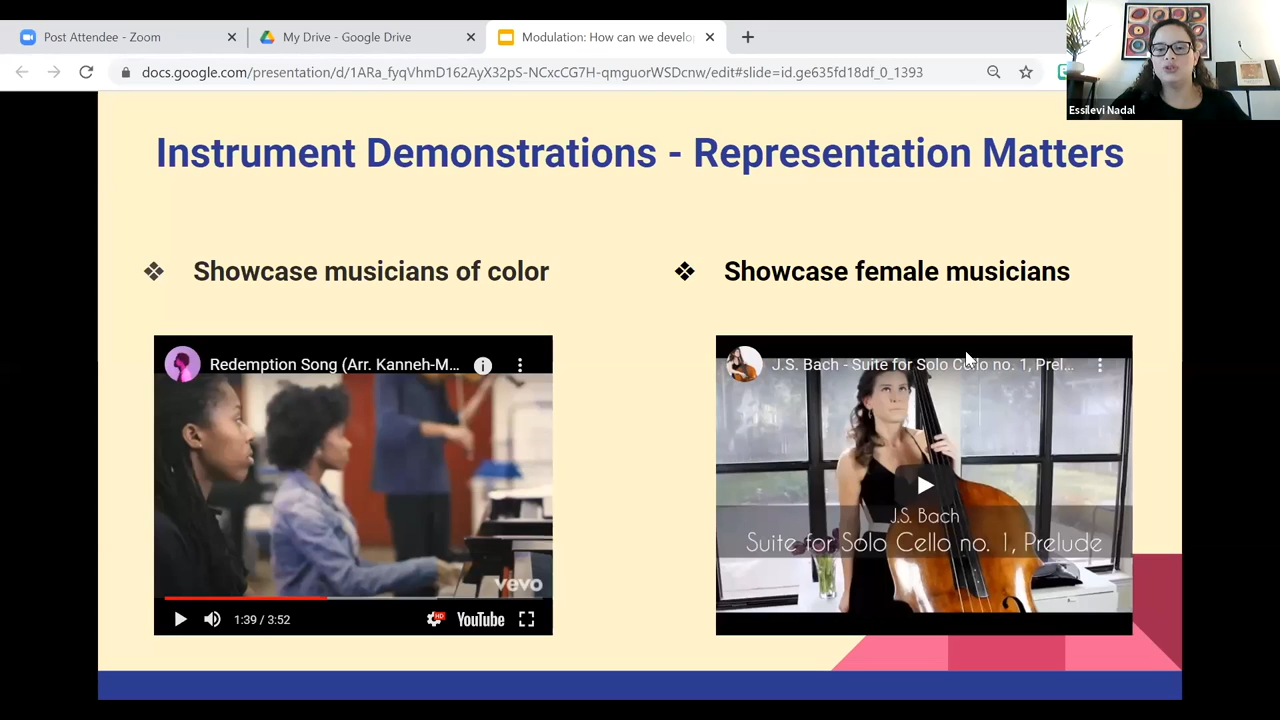 Post Attendee - Zoom
My Drive - Google Drive
Modulation: How can we develop
docs.google.com/presentation/d/1ARa_fyqVhmD162AyX32pS-NCxcCG7H-qmguorWSDcnw/edit#slide=id.ge635fd18df_0_1393
Essilevi Nadal
Instrument Demonstrations - Representation Matters
❖ Showcase musicians of color
❖ Showcase female musicians
Redemption Song (Arr. Kanneh-M...
vevo
1:39 / 3:52
HD
YouTube
J.S. Bach - Suite for Solo Cello no. 1, Prel...
J.S. Bach
Suite for Solo Cello no. 1, Prelude